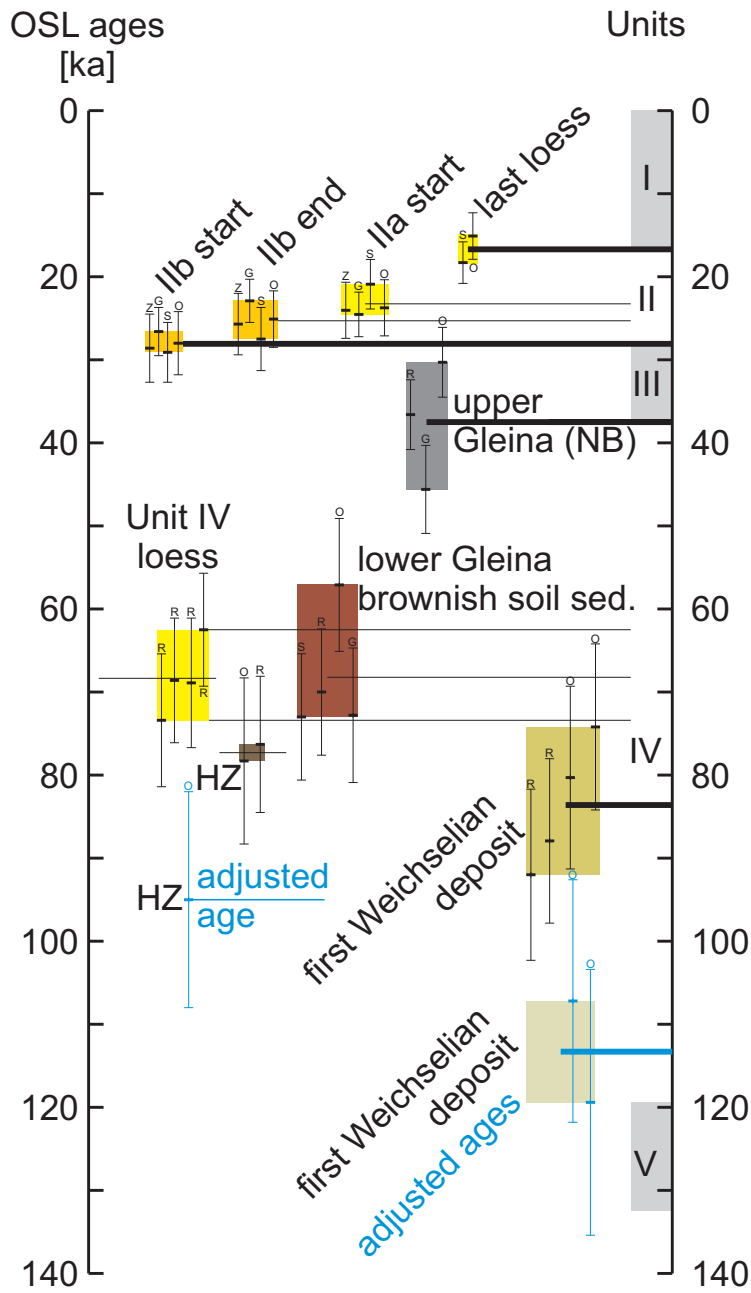 OSL ages
[ka]
Units
0
0
I
last loess
IIa start
IIb end
IIb start
S
O
Z
G
S
O
Z
G
S
O
Z
G
S
O
20
20
II
III
R
G
O
upper
Gleina (NB)
40
40
Unit IV
loess
O
lower Gleina
brownish soil sed.
60
60
R
R
R
R
O
R
HZ
S
R
G
O
O
R
R
IV
80
80
first Weichselian
deposit
O
HZ
adjusted
age
O
O
100
100
first Weichselian
deposit
adjusted ages
120
120
V
140
140